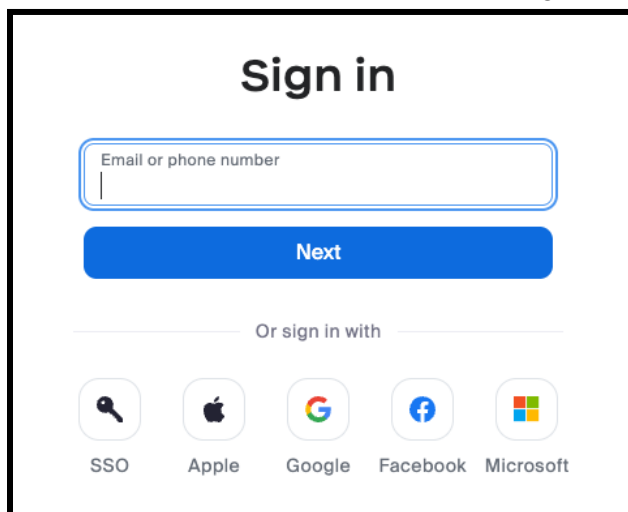 Sign in
Email or phone number
Next
Or sign in with
SSO Apple Google Facebook Microsoft